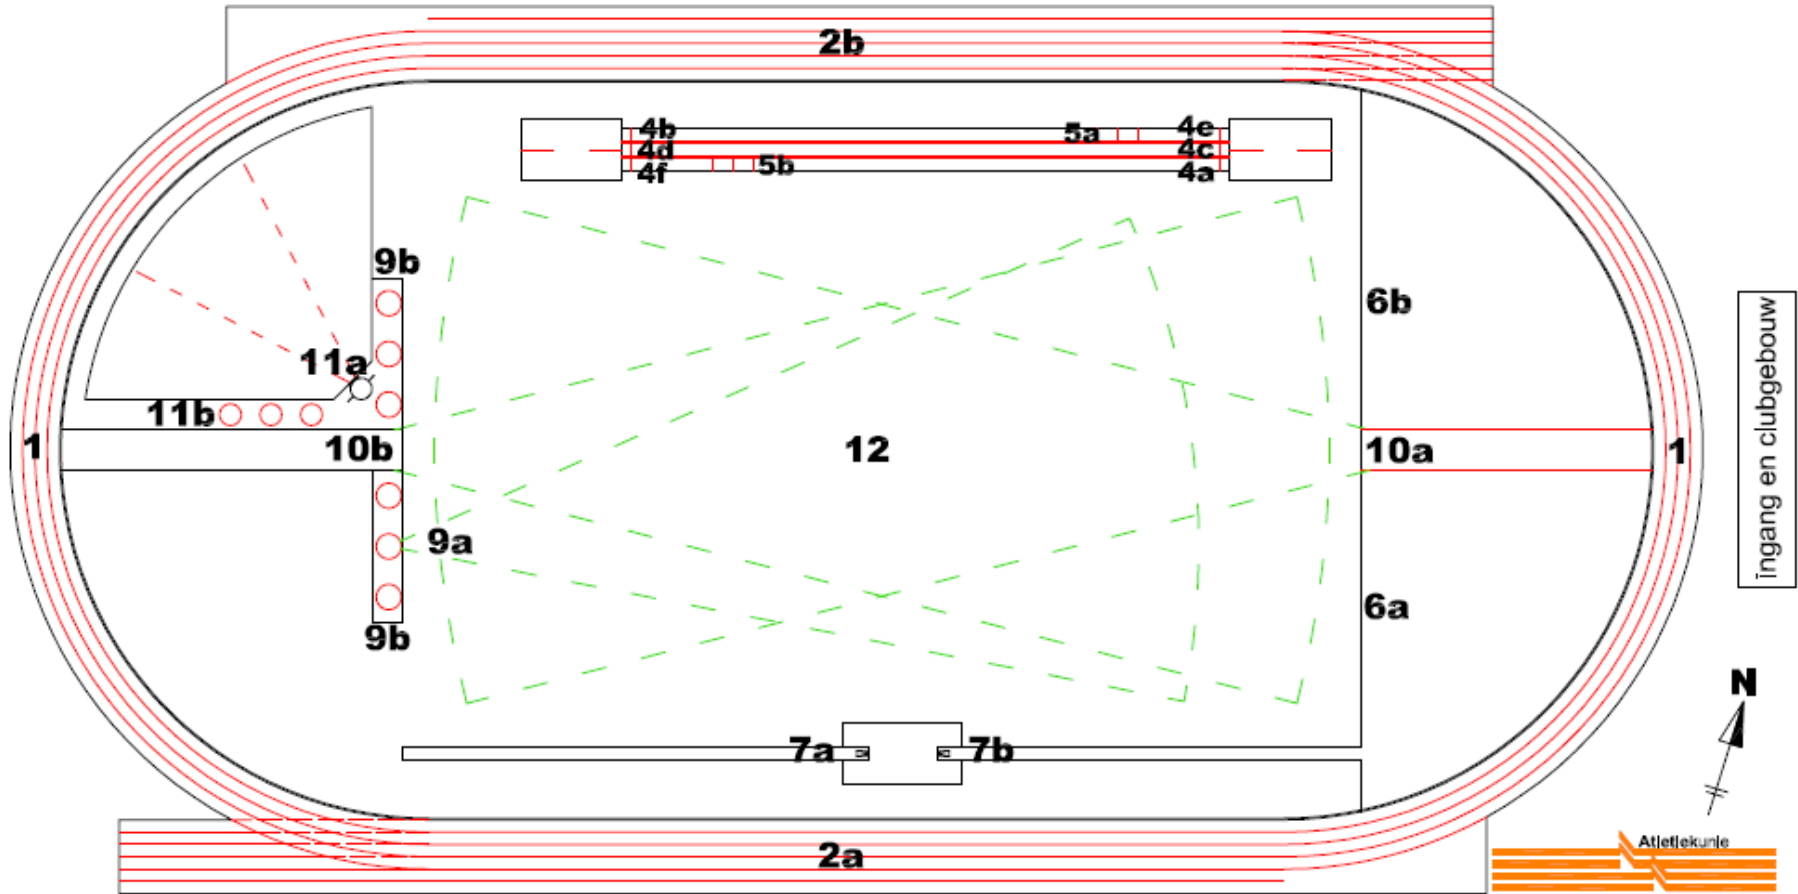 2b
4b
5a
4e
4d
4c
5b
4f
4a
9b
6b
11a
11b
1
10b
12
10a
1
ingang en clubgebouw
9a
6a
9b
N
7a
7b
2a
Atletiekunie